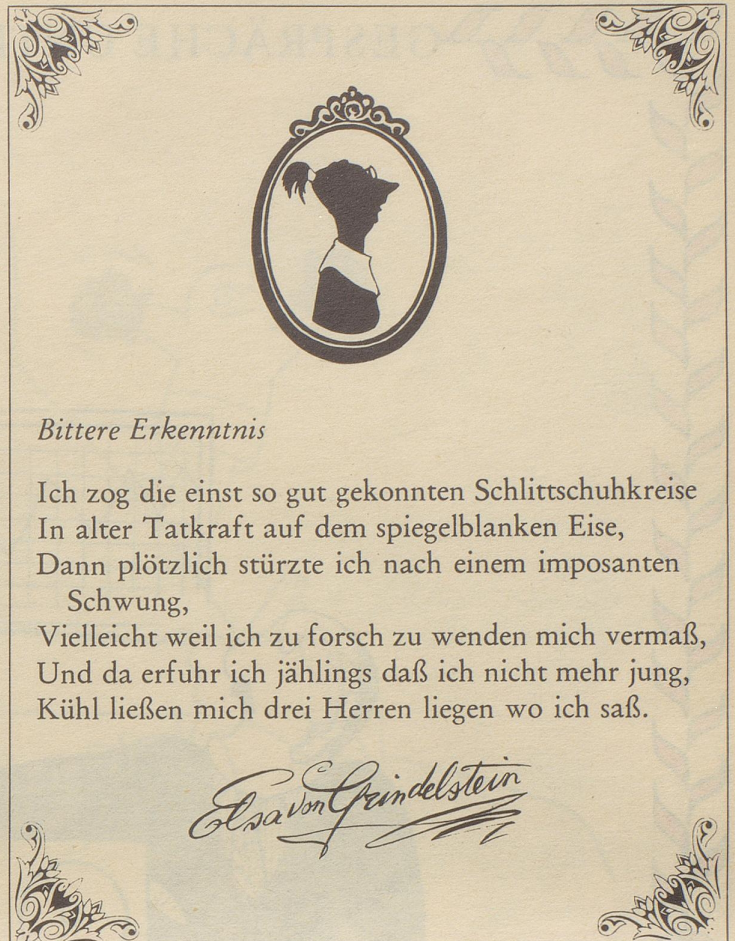 Bittere Erkenntnis
Ich zog die einst so gut gekonnten Schlittschuhkreise
In alter Tatkraft auf dem spiegelblanken Eise,
Dann plötzlich stürzte ich nach einem imposanten
Schwung,
Vielleicht weil ich zu forsch zu wenden mich vermaß,
Und da erfuhr ich jählings daß ich nicht mehr jung,
Kühl ließen mich drei Herren liegen wo ich saß.
Elsa von Grindelstein